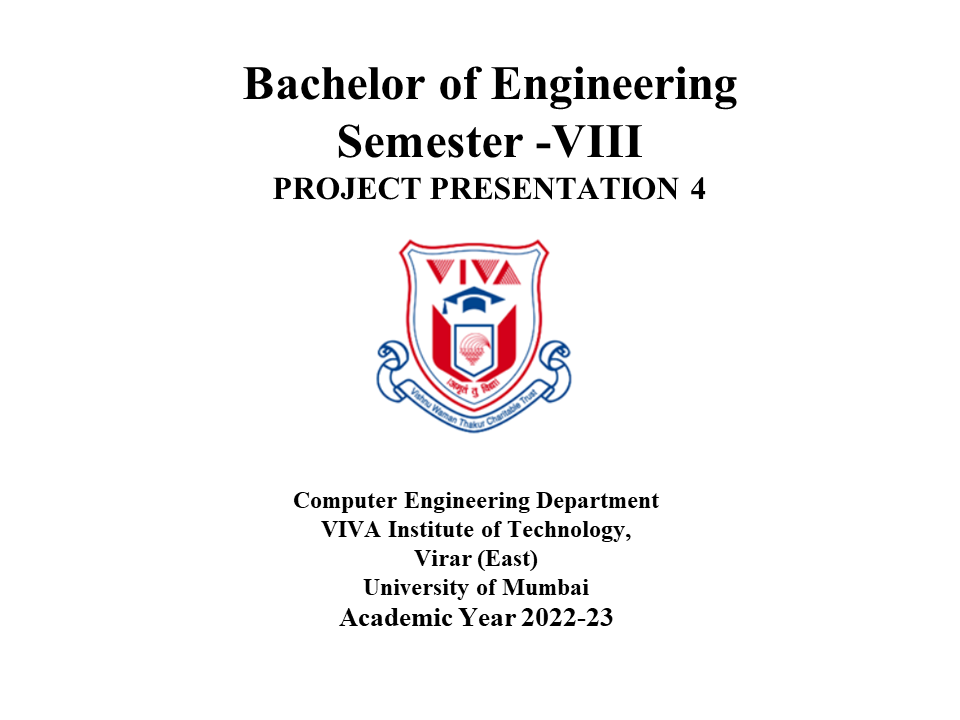 Bachelor of Engineering
Semester -VIII
PROJECT PRESENTATION 4
VIVA
अमृतं तु विद्या
Vishnu Waman Thakur Charitable Trust
Computer Engineering Department
VIVA Institute of Technology,
Virar (East)
University of Mumbai
Academic Year 2022-23